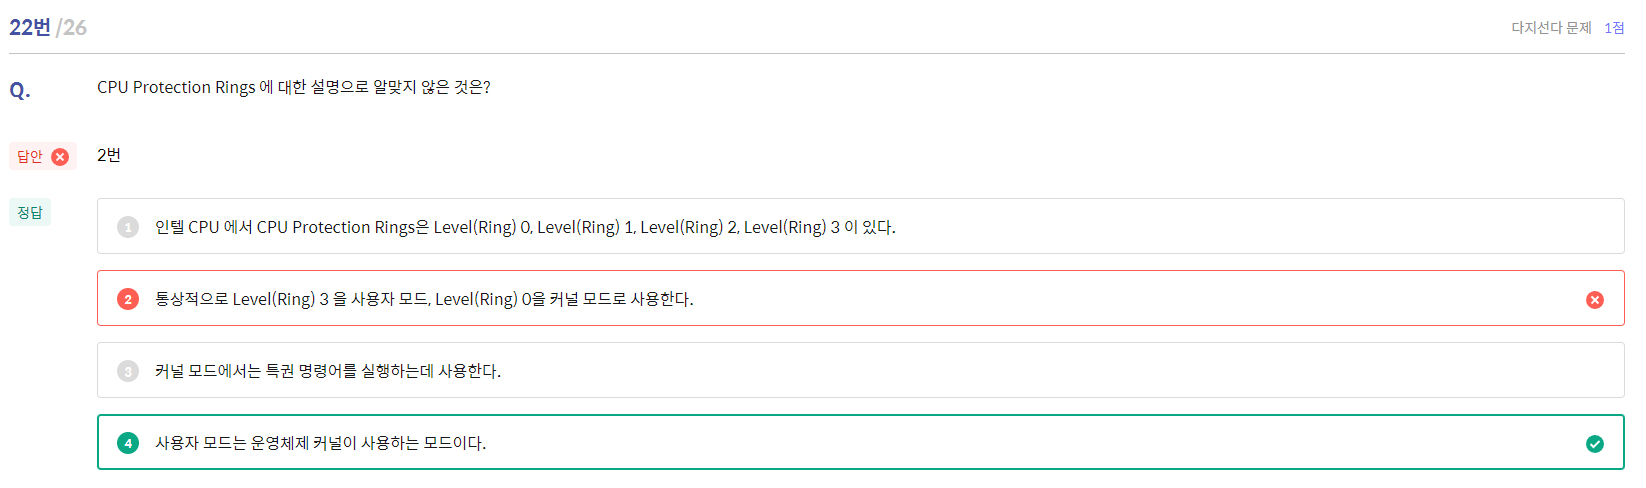 22번 /26
다지선다 문제 1점
Q. CPU Protection Rings 에 대한 설명으로 알맞지 않은 것은?
답안 2번
정답
1 인텔 CPU 에서 CPU Protection Rings은 Level(Ring) 0, Level(Ring) 1, Level(Ring) 2, Level(Ring) 3 이 있다.
2 통상적으로 Level(Ring) 3 을 사용자 모드, Level(Ring) 0을 커널 모드로 사용한다.
3 커널 모드에서는 특권 명령어를 실행하는데 사용한다.
4 사용자 모드는 운영체제 커널이 사용하는 모드이다.